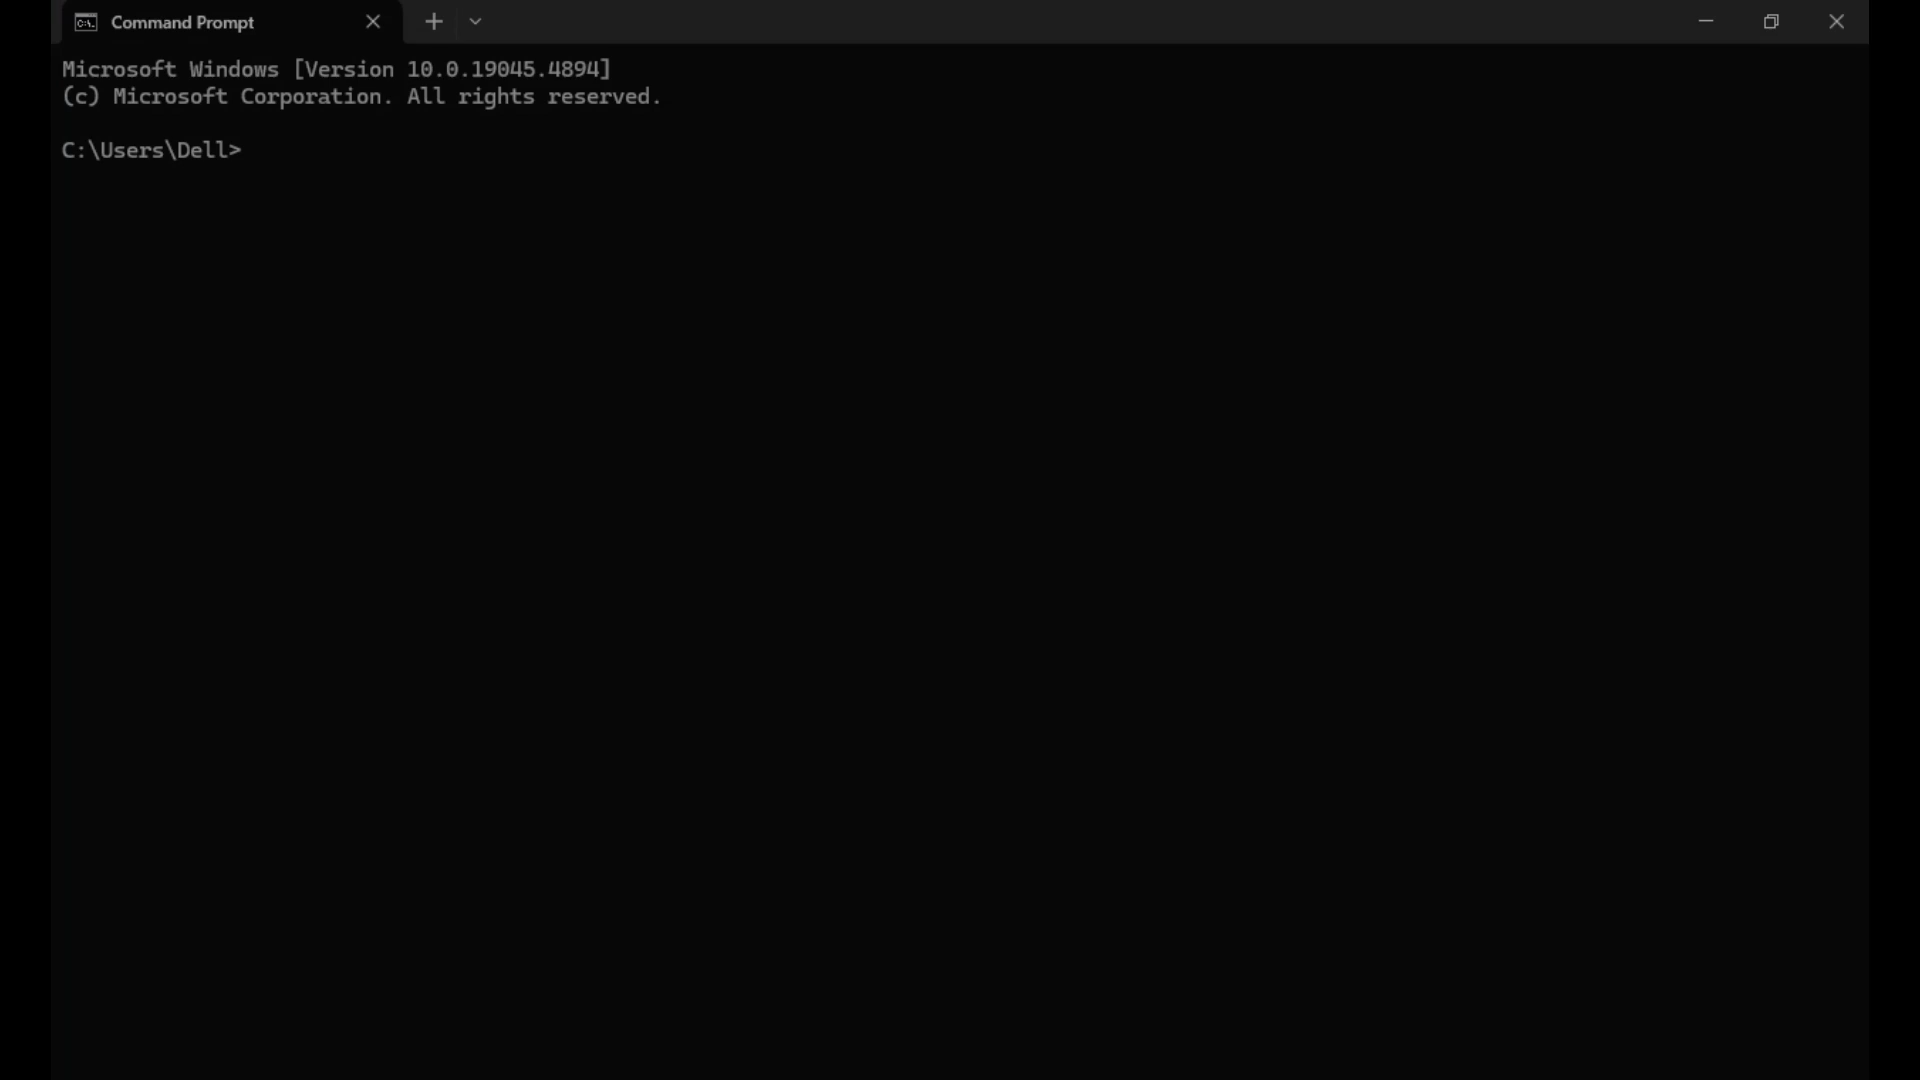 Command Prompt
Microsoft Windows [Version 10.0.19045.4894]
(c) Microsoft Corporation. All rights reserved.
C:\Users\Dell>